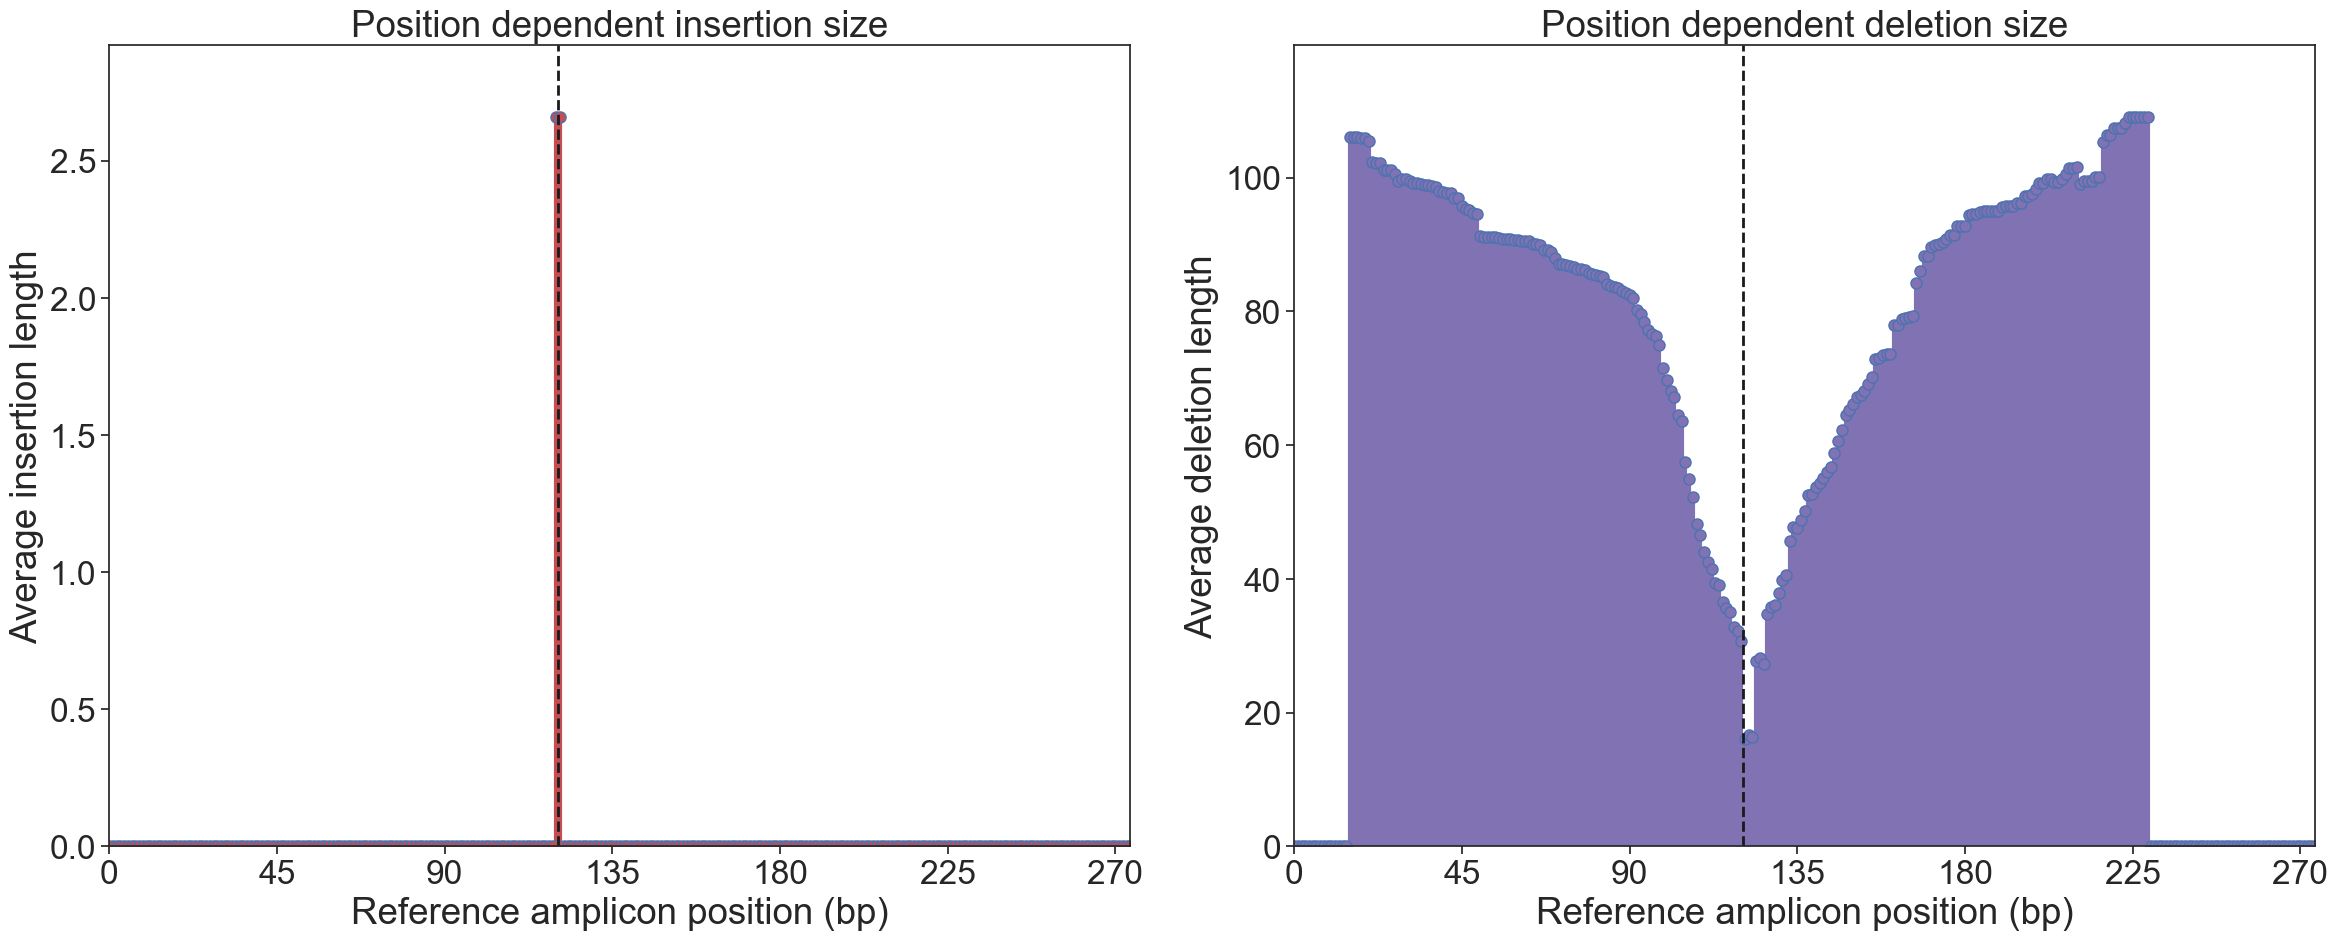 Position dependent insertion size
Average insertion length
2.5
2.0
1.5
1.0
0.5
0.0
0 45 90 135 180 225 270
Reference amplicon position (bp)
Position dependent deletion size
Average deletion length
100
80
60
40
20
0
0 45 90 135 180 225 270
Reference amplicon position (bp)